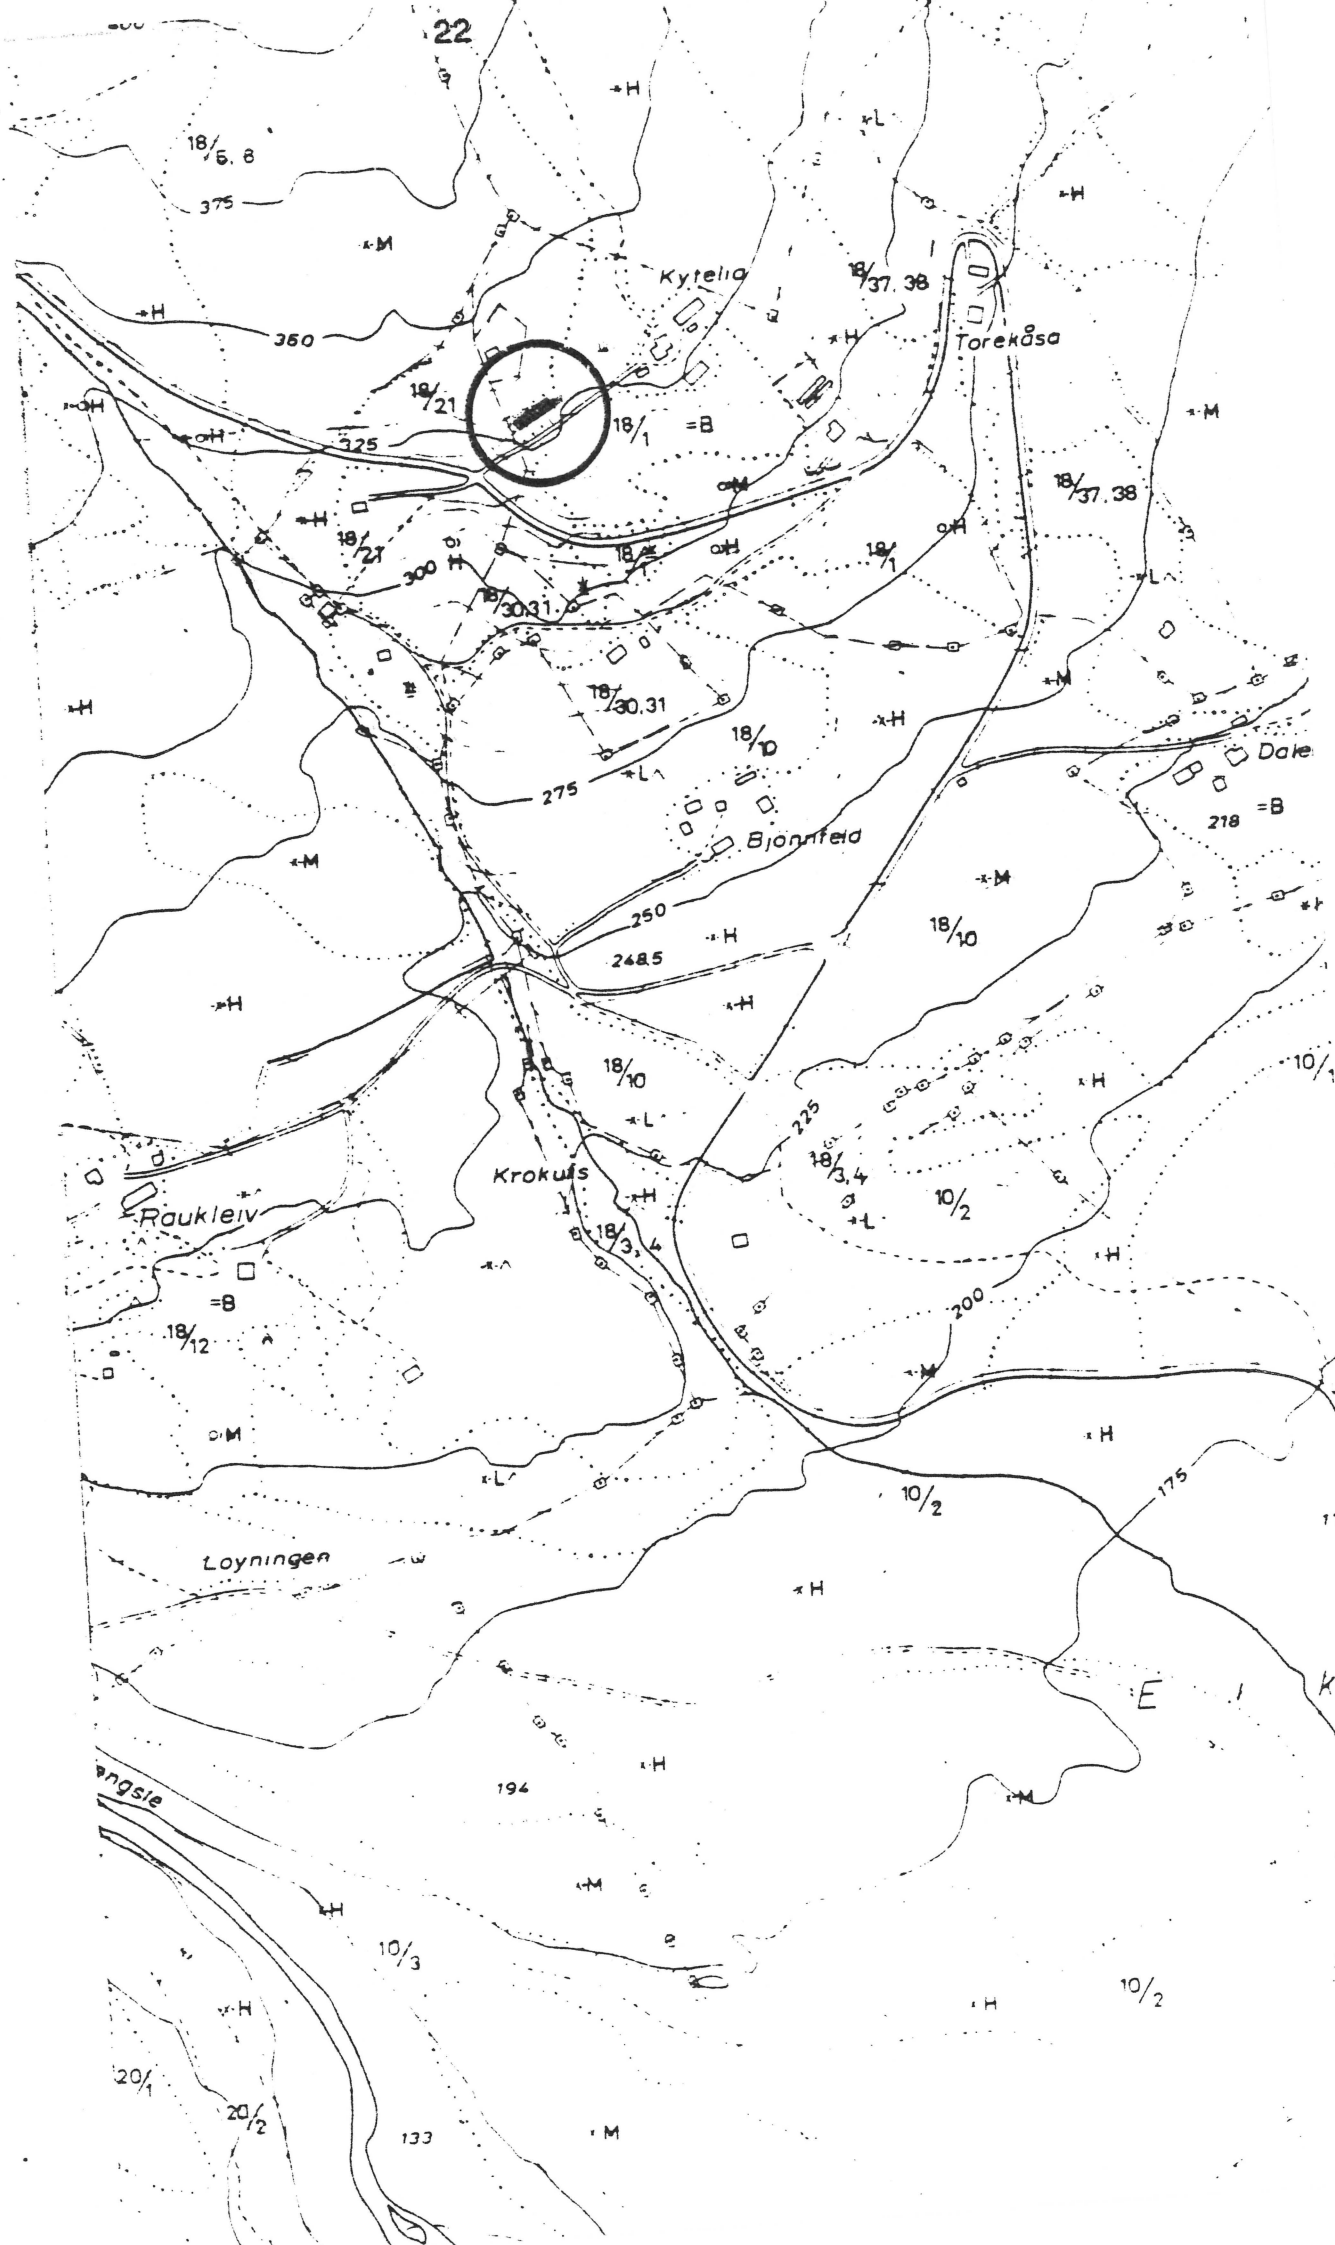 22
H
L
18/6, 8
375
H
M
Kytelia
18/37, 38
H
360
H
Torekåsa
18/21
H
M
18/1 =B
H
325
M
18/37, 38
H
18/21
H
H
H
18/1
300
18/30,31
L
M
H
18/30,31
H
18/10
L
Dale
275
=B
218
Bjønnfeld
M
M
250
18/10
H
248.5
H
H
18/10
H
225
L
18/3,4
Krokuls
H
10/2
L
Raukleiv
18/3, 4
H
=B
200
18/12
M
M
H
L
175
10/2
Loyningen
H
E
K
H
194
M
M
H
10/3
10/2
H
H
20/1
20/2
133
M